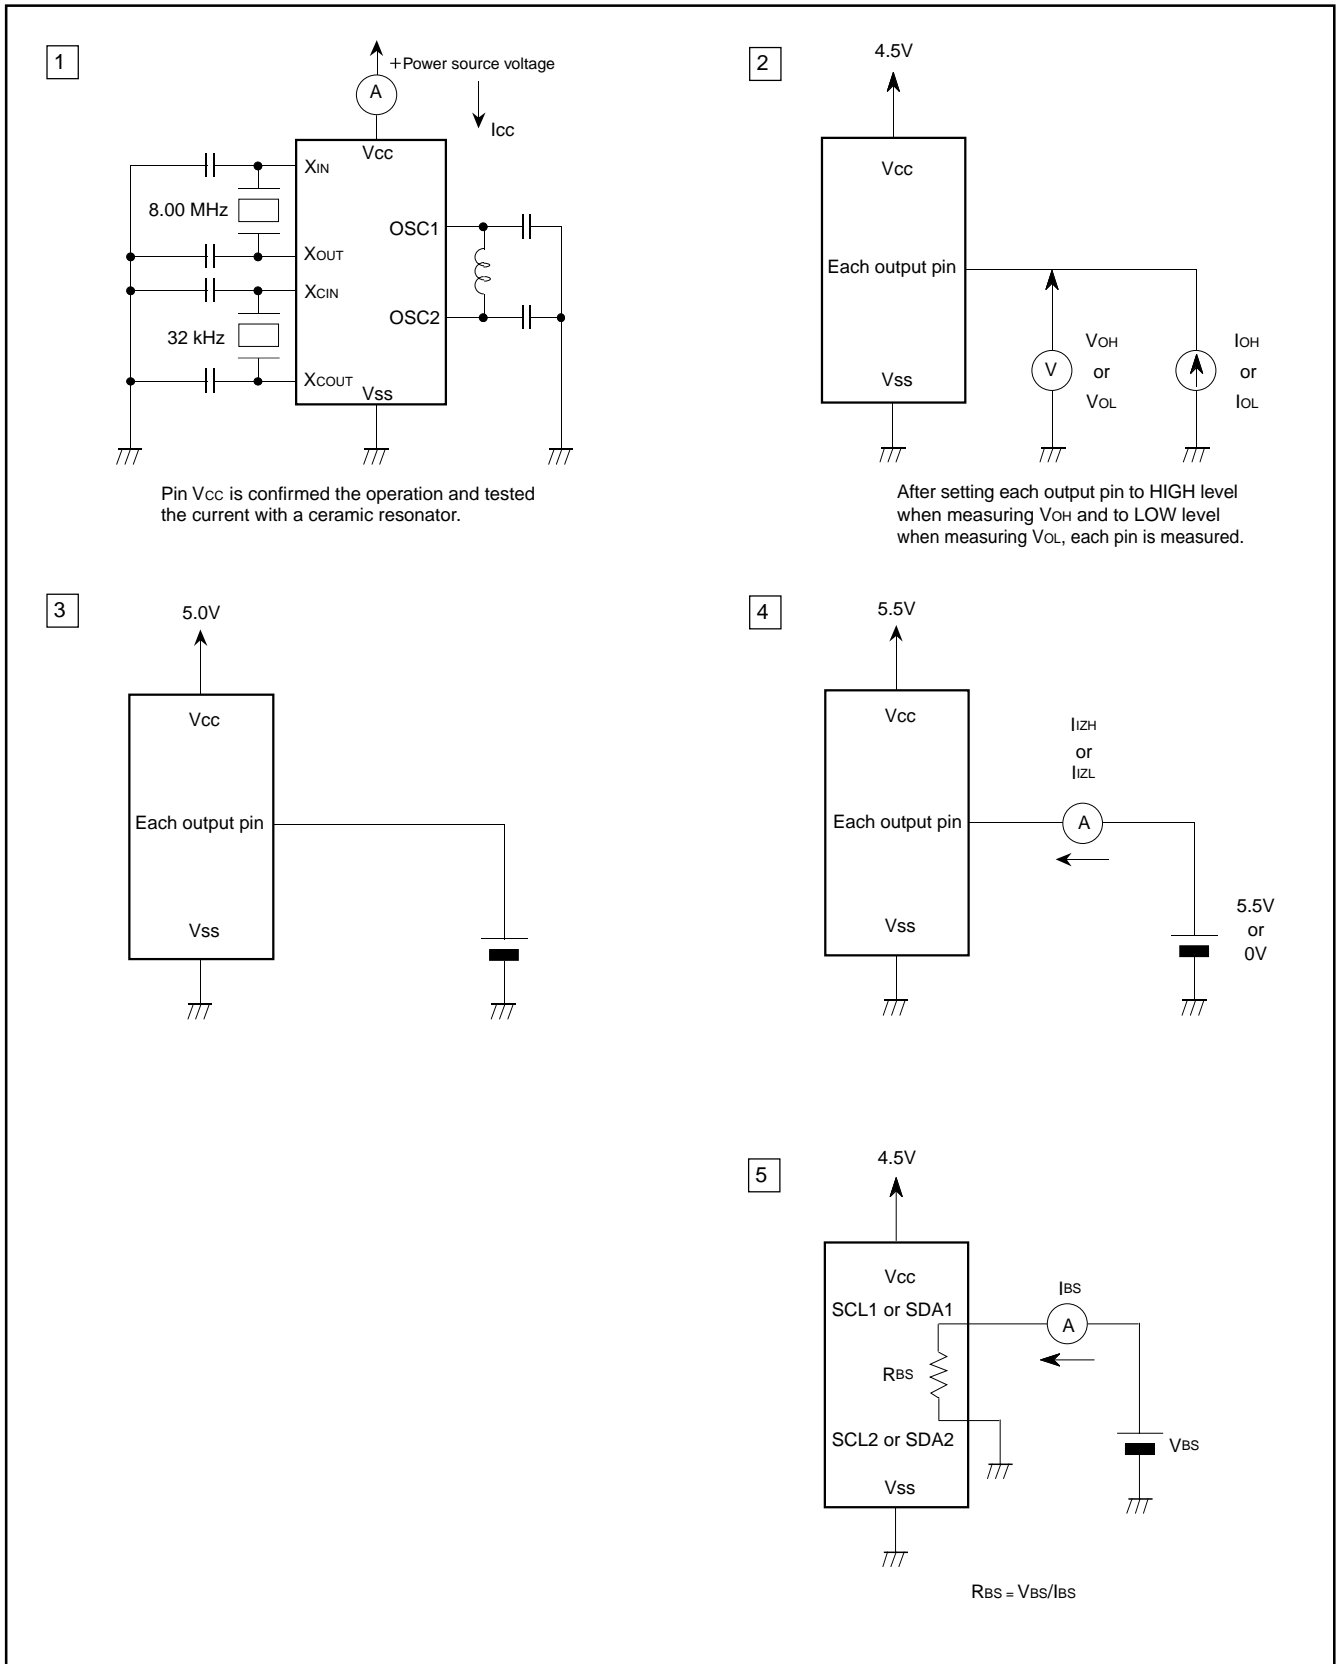 1
+Power source voltage
A
Icc
Vcc
XIN
8.00 MHz
OSC1
XOUT
XCIN
OSC2
32 kHz
XCOUT
Vss
Pin Vcc is confirmed the operation and tested
the current with a ceramic resonator.
2
4.5V
Vcc
Each output pin
VOH
or
VOL
V
IOH
or
IOL
Vss
After setting each output pin to HIGH level
when measuring VOH and to LOW level
when measuring VOL, each pin is measured.
3
5.0V
Vcc
Each output pin
Vss
4
5.5V
Vcc
IIZH
or
IIZL
Each output pin
A
Vss
5.5V
or
0V
5
4.5V
Vcc
IBS
SCL1 or SDA1
A
RBS
SCL2 or SDA2
VBS
Vss
RBS = VBS/IBS